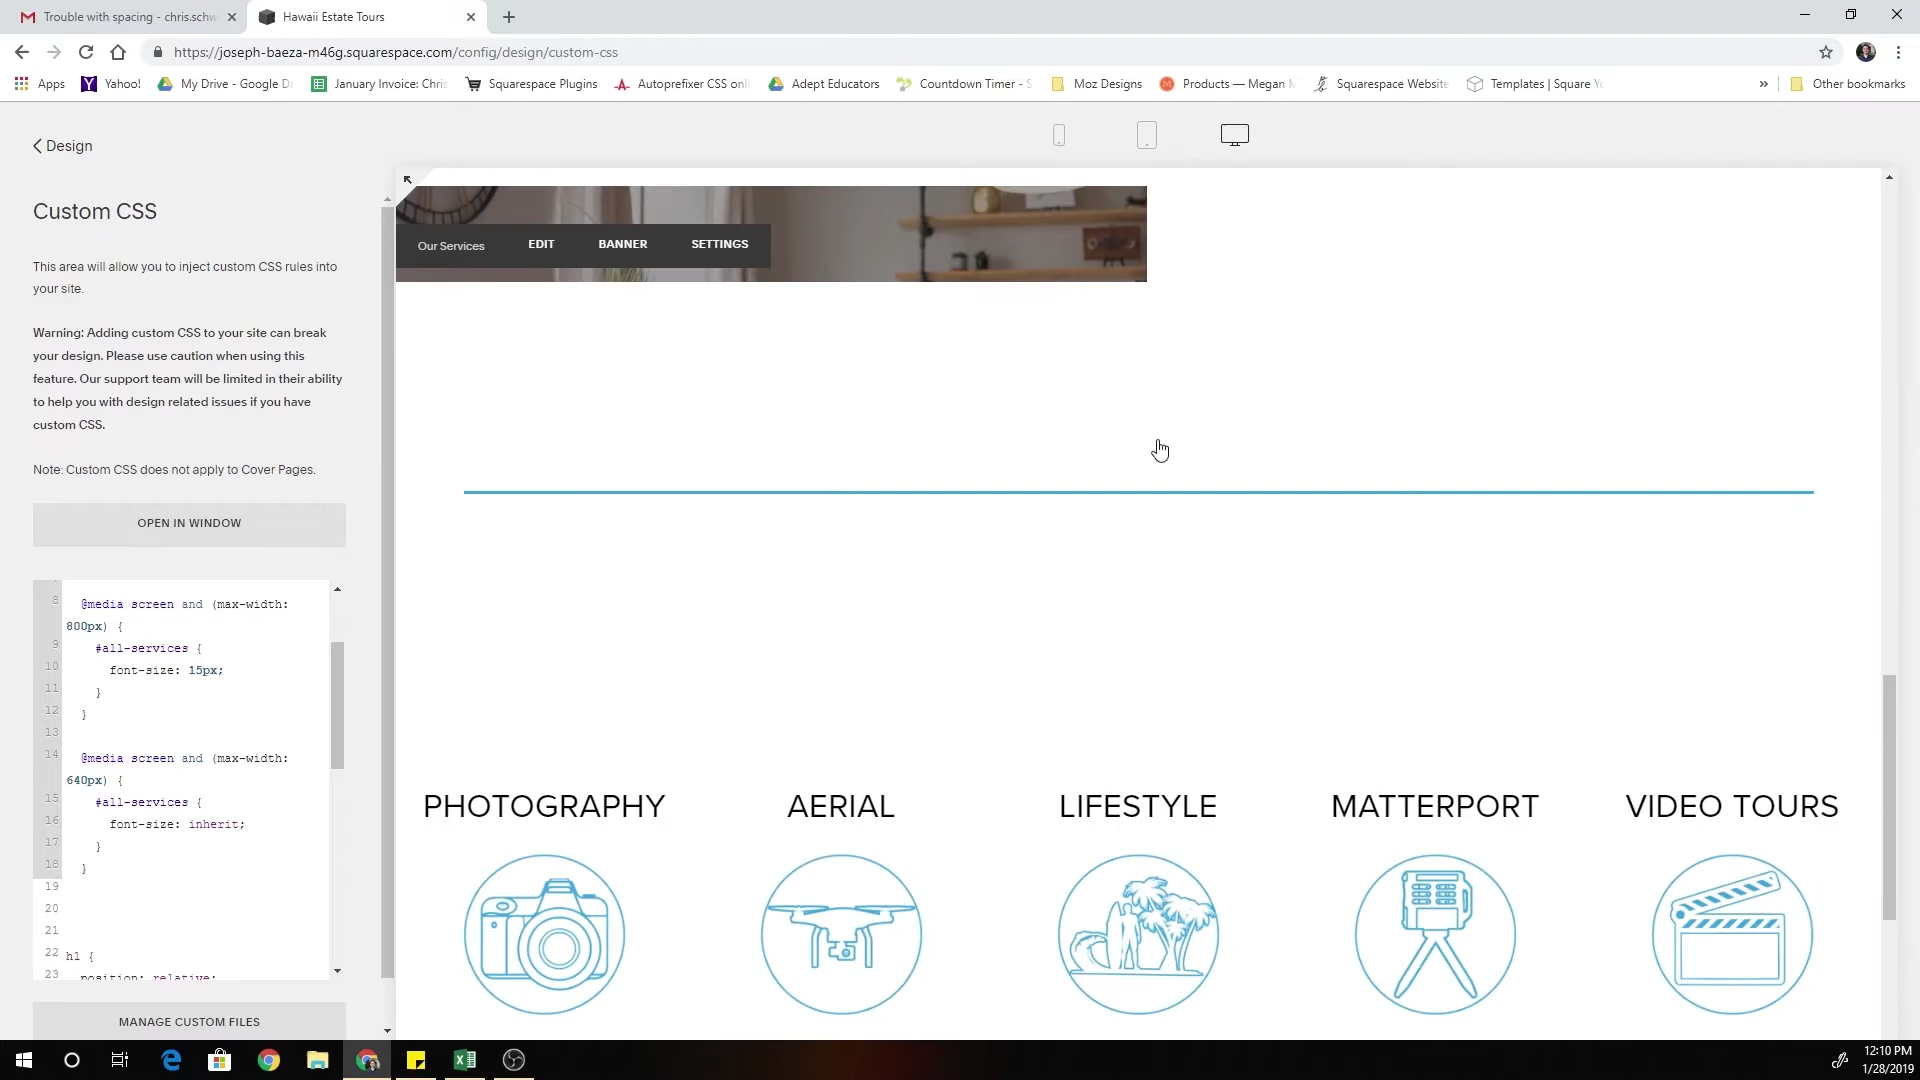 Trouble with spacing - chris.schw
Hawaii Estate Tours
https://joseph-baeza-m46g.squarespace.com/config/design/custom-css
Apps
Yahoo!
My Drive - Google Dr
January Invoice: Chris
Squarespace Plugins
Autoprefixer CSS onli
Adept Educators
Countdown Timer - S
Moz Designs
Products — Megan M
Squarespace Website
Templates | Square Yo
»
Other bookmarks
Design
Custom CSS
This area will allow you to inject custom CSS rules into
your site.
Warning: Adding custom CSS to your site can break
your design. Please use caution when using this
feature. Our support team will be limited in their ability
to help you with design related issues if you have
custom CSS.
Note: Custom CSS does not apply to Cover Pages.
OPEN IN WINDOW
8 @media screen and (max-width:
800px) {
9 #all-services {
10 font-size: 15px;
11 }
12 }
13
14 @media screen and (max-width:
640px) {
15 #all-services {
16 font-size: inherit;
17 }
18 }
19
20
21
22 h1 {
23 position: relative;
MANAGE CUSTOM FILES
Our Services EDIT BANNER SETTINGS
PHOTOGRAPHY AERIAL LIFESTYLE MATTERPORT VIDEO TOURS
12:10 PM
1/28/2019